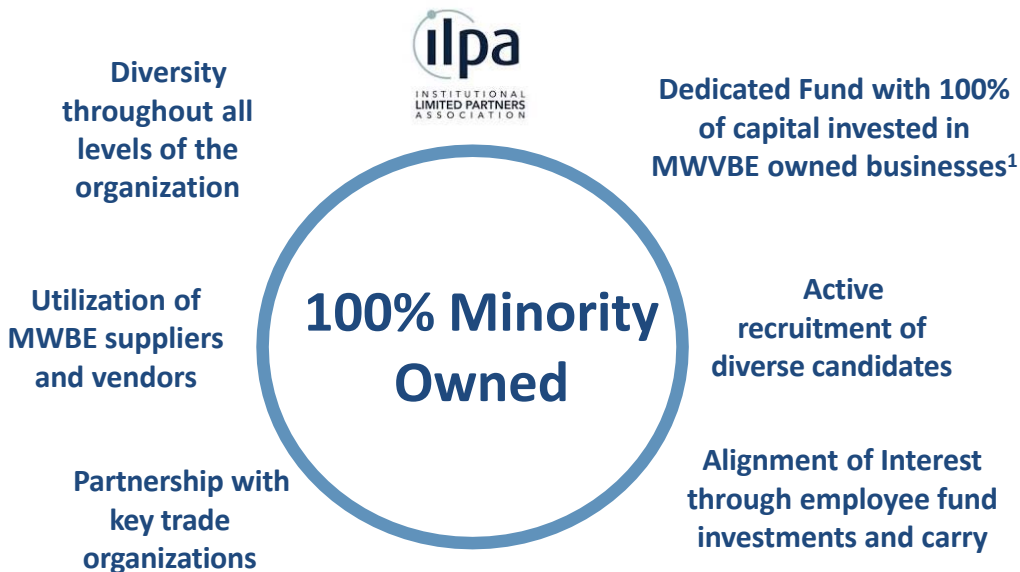 ilpa
INSTITUTIONAL
LIMITED PARTNERS
ASSOCIATION
Diversity
throughout all
levels of the
organization
Dedicated Fund with 100%
of capital invested in
MWVBE owned businesses¹
Utilization of
MWBE suppliers
and vendors
100% Minority
Owned
Active
recruitment of
diverse candidates
Partnership with
key trade
organizations
Alignment of Interest
through employee fund
investments and carry